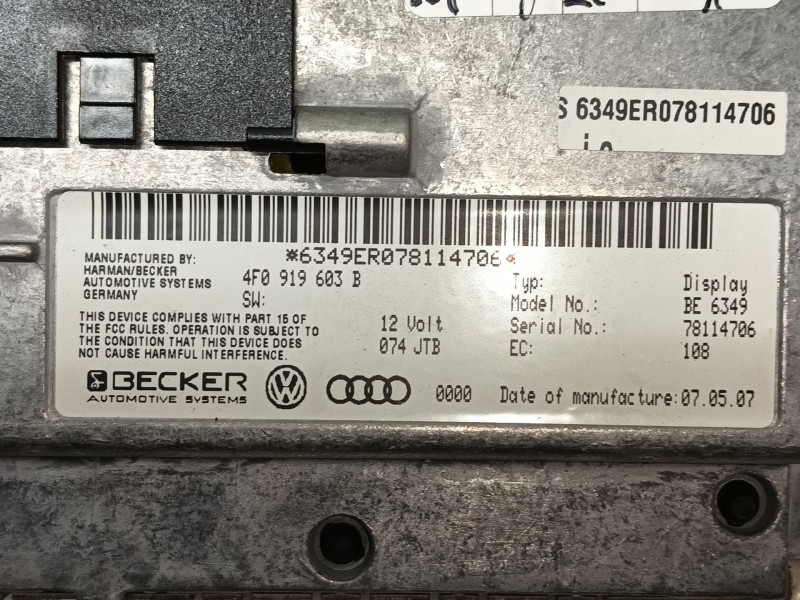 S 6349ER078114706
*6349ER078114706*
MANUFACTURED BY:
HARMAN/BECKER
AUTOMOTIVE SYSTEMS
GERMANY
4F0 919 603 B
SW:
THIS DEVICE COMPLIES WITH PART 15 OF
THE FCC RULES. OPERATION IS SUBJECT TO
THE CONDITION THAT THIS DEVICE DOES
NOT CAUSE HARMFUL INTERFERENCE.
12 Volt
074 JTB
Typ: Display
Model No.: BE 6349
Serial No.: 78114706
EC: 108
BECKER
AUTOMOTIVE SYSTEMS
0000
Date of manufacture: 07.05.07